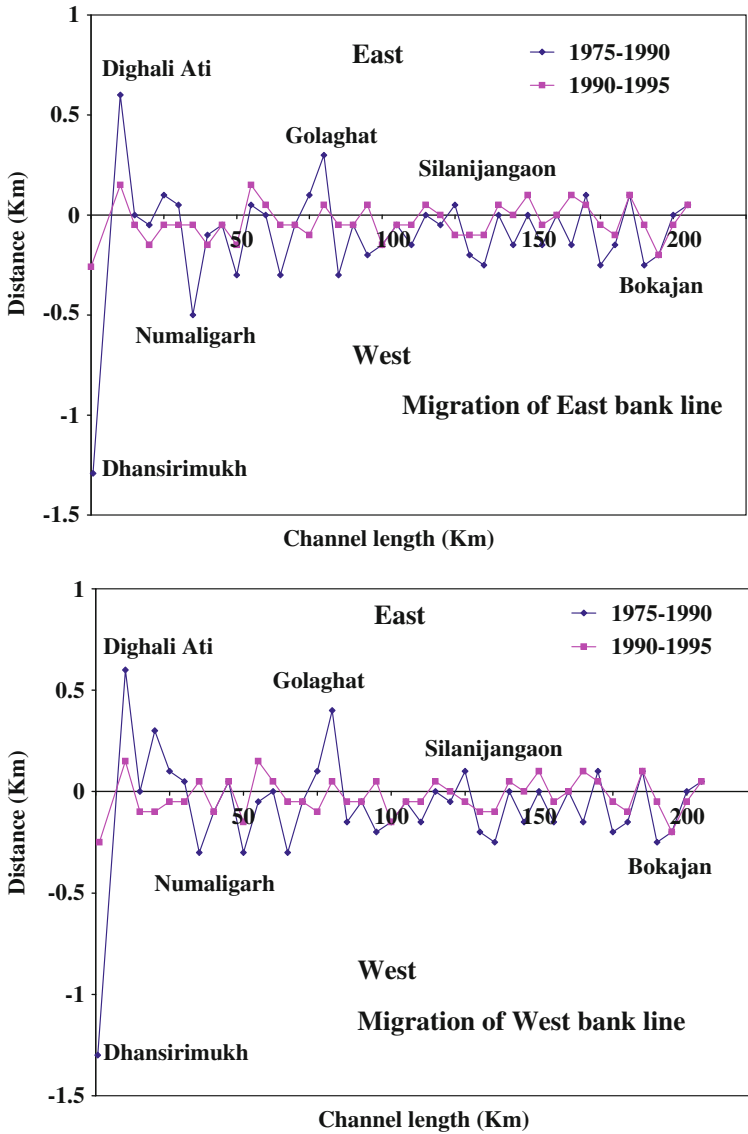 1
East
1975-1990
1990-1995
Dighali Ati
0.5
Golaghat
Silanijangaon
0
50
100
150
200
Distance (Km)
Bokajan
Numaligarh
-0.5
West
Migration of East bank line
-1
Dhansirimukh
-1.5
Channel length (Km)
1
East
1975-1990
1990-1995
Dighali Ati
Golaghat
0.5
Silanijangaon
0
50
100
150
200
Distance (Km)
Bokajan
Numaligarh
-0.5
West
-1
Migration of West bank line
Dhansirimukh
-1.5
Channel length (Km)